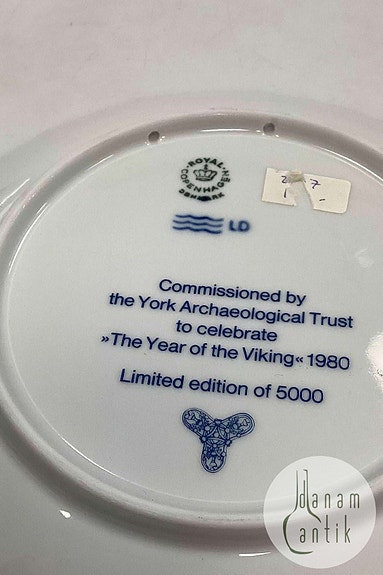 ROYAL
COPENHAGEN
DENMARK
LD
Commissioned by
the York Archaeological Trust
to celebrate
»The Year of the Viking« 1980
Limited edition of 5000
danam
antik